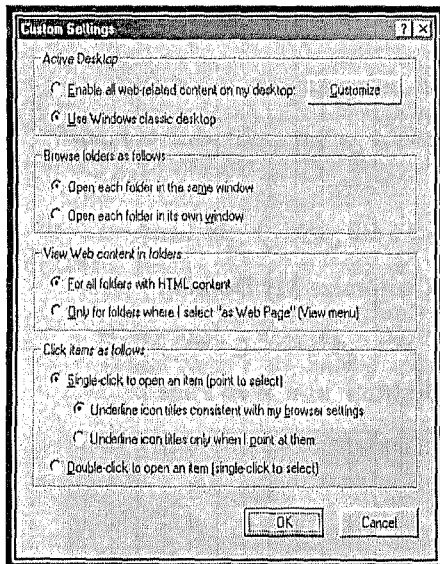 Custom Settings
Active Desktop
Enable all web-related content on my desktop:
Customize
Use Windows classic desktop
Browse folders as follows
Open each folder in the same window
Open each folder in its own window
View Web content in folders
For all folders with HTML content
Only for folders where I select "as Web Page" (View menu)
Click items as follows
Single-click to open an item (point to select)
Underline icon titles consistent with my browser settings
Underline icon titles only when I point at them
Double-click to open an item (single-click to select)
OK
Cancel